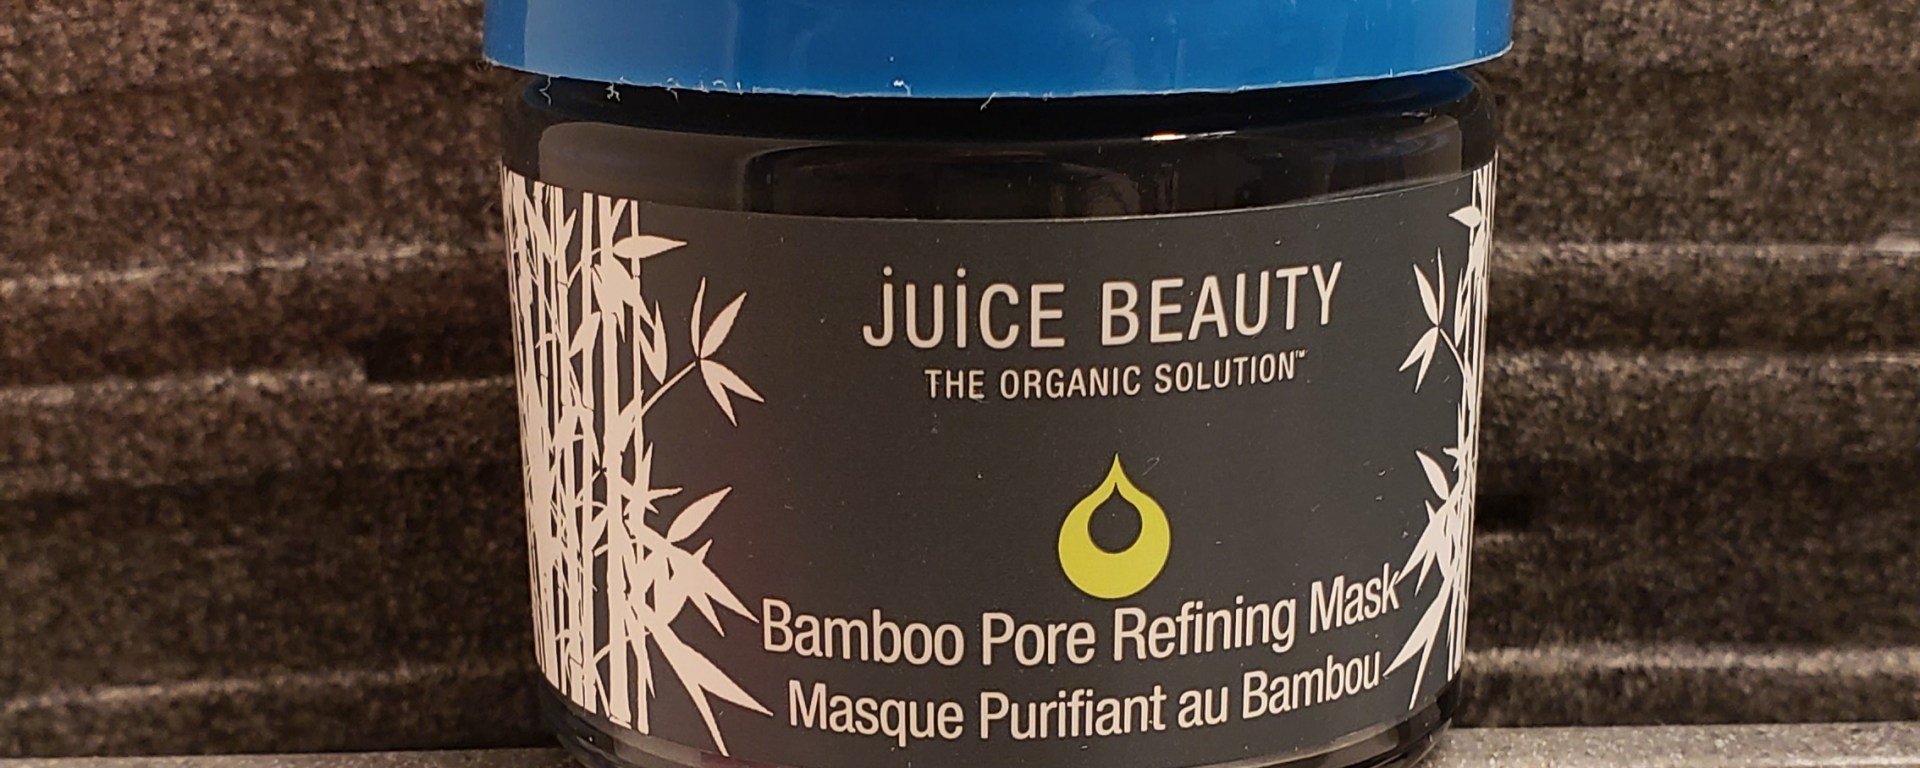 JUICE BEAUTY
THE ORGANIC SOLUTION™
Bamboo Pore Refining Mask
Masque Purifiant au Bambou